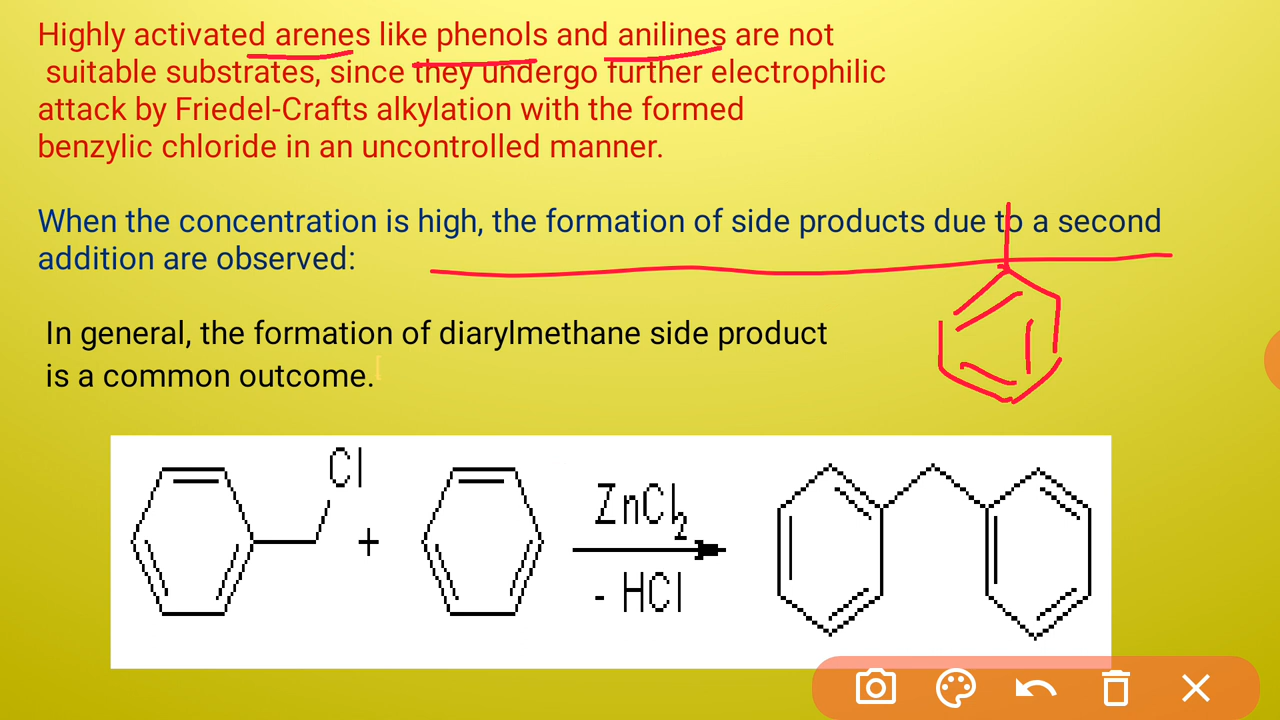 Highly activated arenes like phenols and anilines are not
suitable substrates, since they undergo further electrophilic
attack by Friedel-Crafts alkylation with the formed
benzylic chloride in an uncontrolled manner.
When the concentration is high, the formation of side products due to a second
addition are observed:
In general, the formation of diarylmethane side product
is a common outcome.
Cl
+
ZnCl2
- HCl